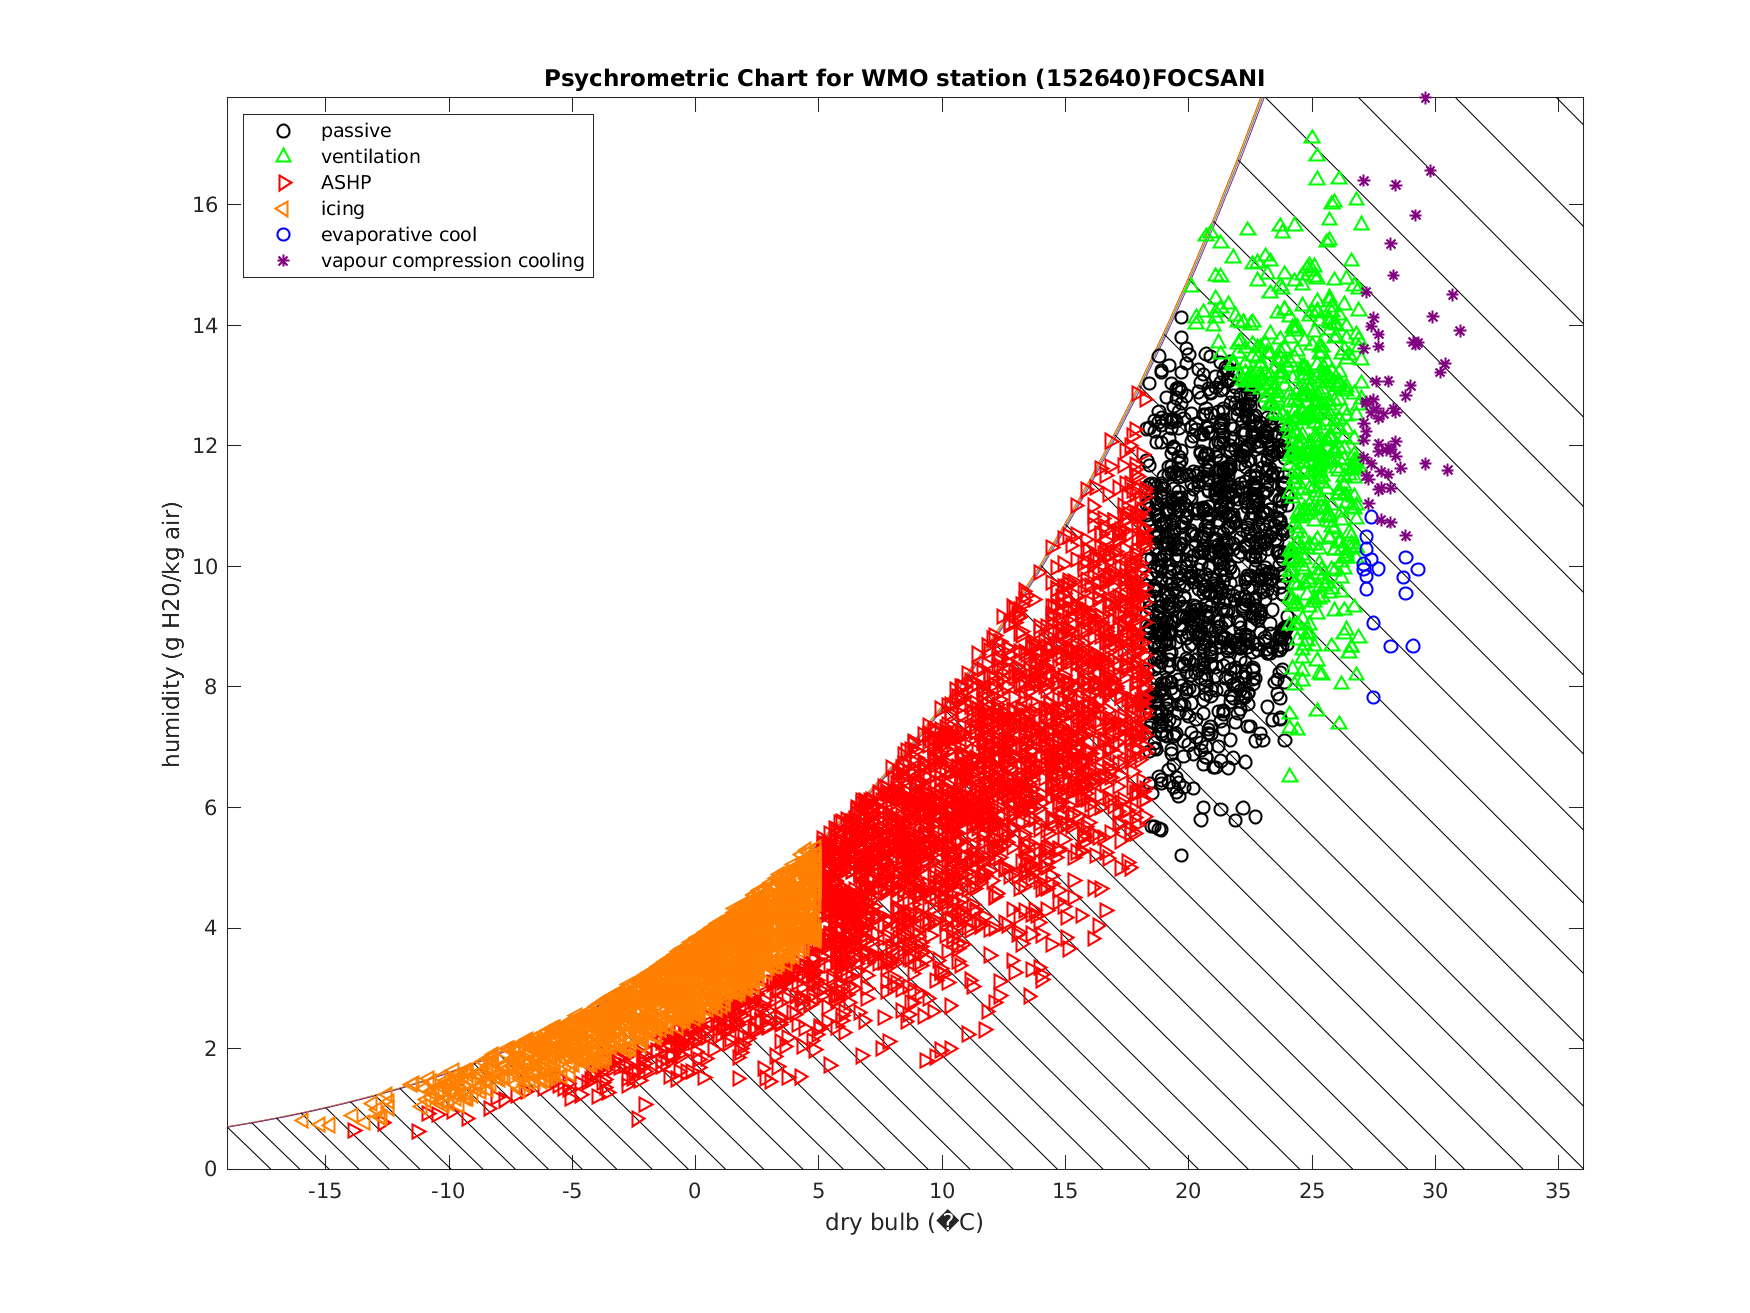 Psychrometric Chart for WMO station (152640)FOCSANI
passive
ventilation
ASHP
icing
evaporative cool
vapour compression cooling
16
14
12
10
8
6
4
2
0
humidity (g H20/kg air)
-15
-10
-5
0
5
10
15
20
25
30
35
dry bulb (�C)